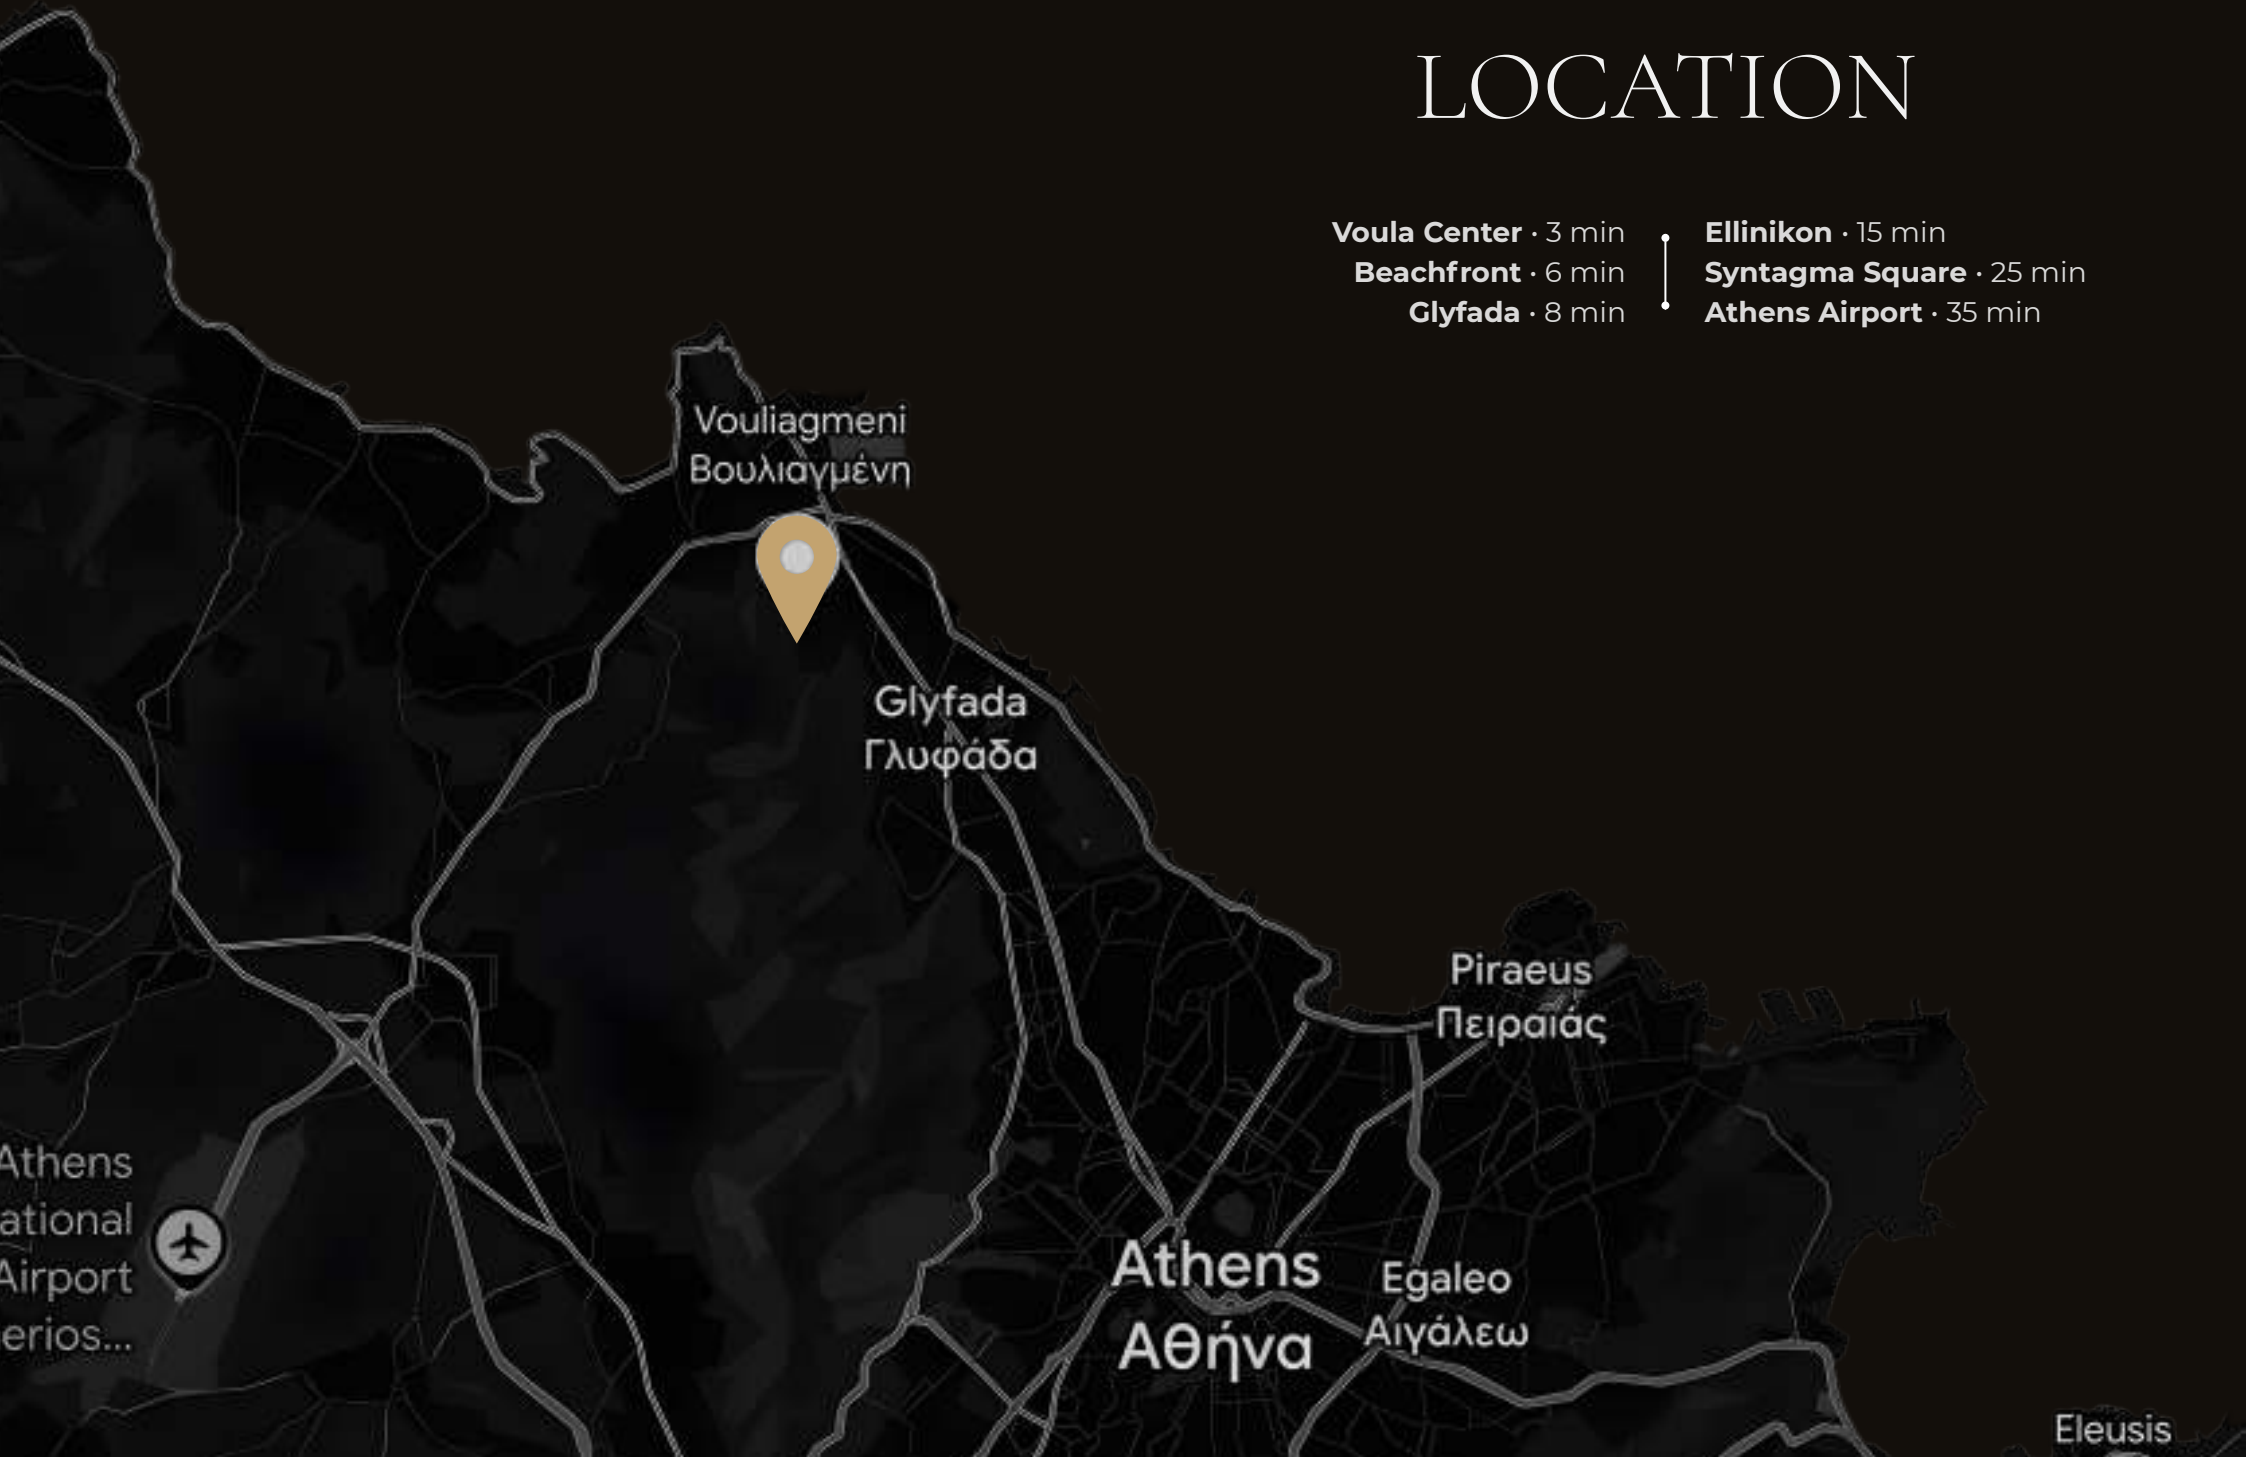 LOCATION
Voula Center · 3 min
Beachfront · 6 min
Glyfada · 8 min
Ellinikon · 15 min
Syntagma Square · 25 min
Athens Airport · 35 min
Vouliagmeni
Βουλιαγμένη
Glyfada
Γλυφάδα
Piraeus
Πειραιάς
Athens
ational
Airport
erios...
Athens
Αθήνα
Egaleo
Αιγάλεω
Eleusis